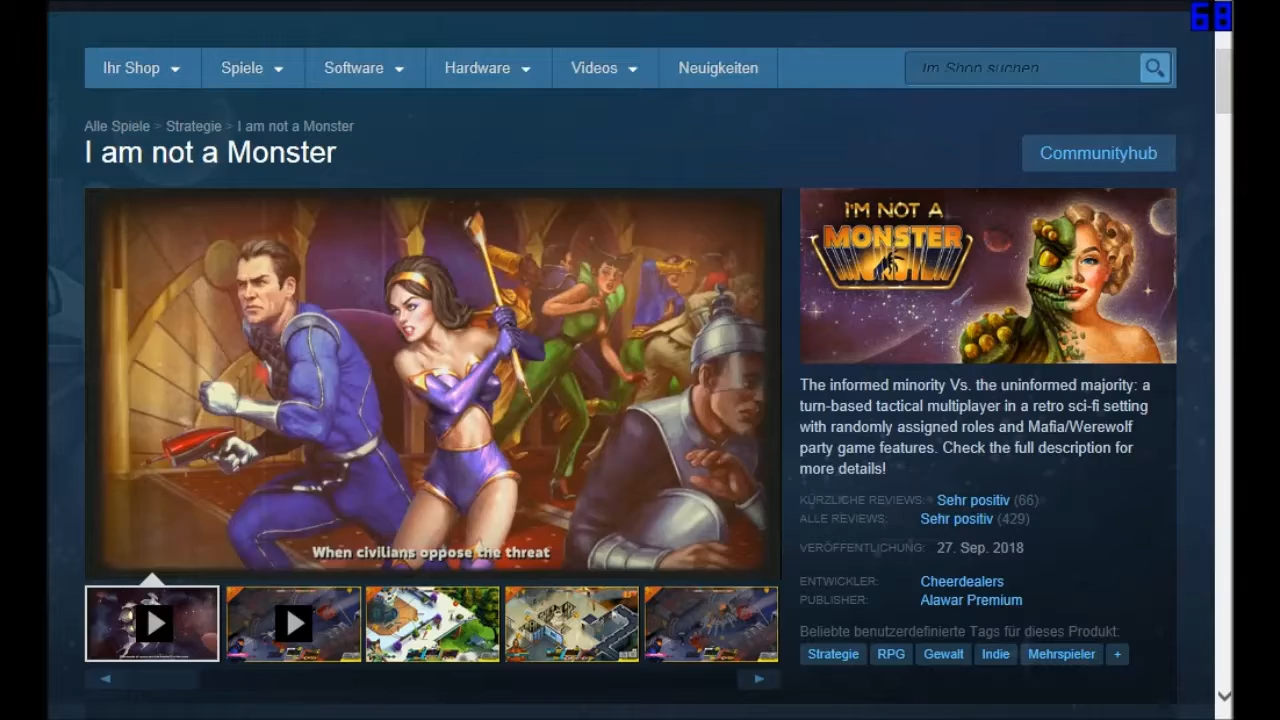 68
Ihr Shop
Spiele
Software
Hardware
Videos
Neuigkeiten
Im Shop suchen
Alle Spiele > Strategie > I am not a Monster
I am not a Monster
Communityhub
I'M NOT A
MONSTER
When civilians oppose the threat
The informed minority Vs. the uninformed majority: a
turn-based tactical multiplayer in a retro sci-fi setting
with randomly assigned roles and Mafia/Werewolf
party game features. Check the full description for
more details!
KÜRZLICHE REVIEWS: Sehr positiv (66)
ALLE REVIEWS: Sehr positiv (429)
VERÖFFENTLICHUNG: 27. Sep. 2018
ENTWICKLER: Cheerdealers
PUBLISHER: Alawar Premium
Beliebte benutzerdefinierte Tags für dieses Produkt:
Strategie
RPG
Gewalt
Indie
Mehrspieler
+